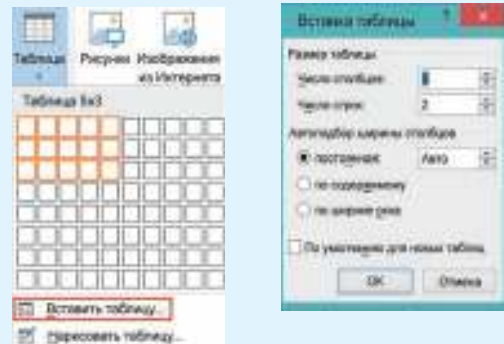 Таблица Рисунки Изображения
из Интернета
Таблица 5x3
Вставить таблицу...
Нарисовать таблицу...
Вставка таблицы ?
Размер таблицы
Число столбцов:
Число строк: 2
Автоподбор ширины столбцов
постоянная: Авто
по содержимому
по ширине окна
По умолчанию для новых таблиц
ОК Отмена